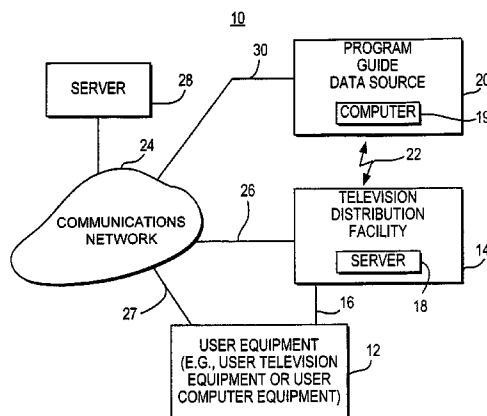 10
30
PROGRAM
GUIDE
DATA SOURCE
COMPUTER
20
19
SERVER
28
24
22
COMMUNICATIONS
NETWORK
26
TELEVISION
DISTRIBUTION
FACILITY
SERVER
14
18
27
16
USER EQUIPMENT
(E.G., USER TELEVISION
EQUIPMENT OR USER
COMPUTER EQUIPMENT)
12